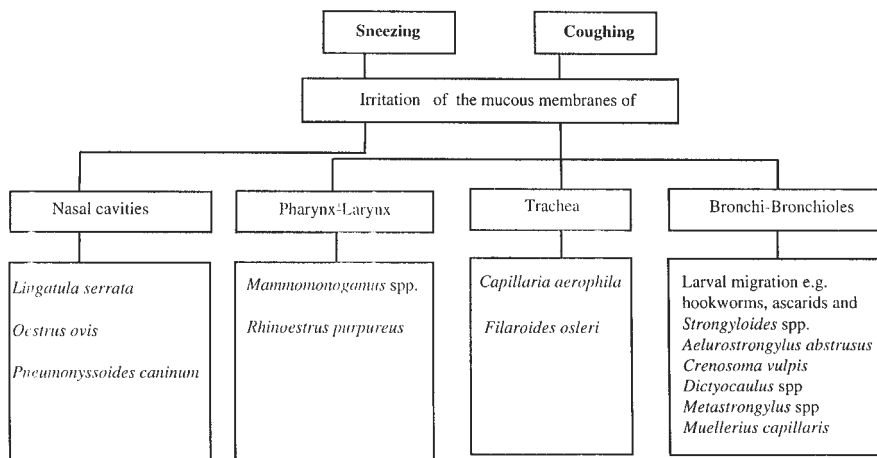 Sneezing
Coughing
Irritation of the mucous membranes of
Nasal cavities
Pharynx-Larynx
Trachea
Bronchi-Bronchioles
Linguatula serrata
Oestrus ovis
Pneumonyssoides caninum
Mammomonogamus spp.
Rhinoestrus purpureus
Capillaria aerophila
Filaroides osleri
Larval migration e.g.
hookworms, ascarids and
Strongyloides spp.
Aelurostrongylus abstrusus
Crenosoma vulpis
Dictyocaulus spp
Metastrongylus spp
Muellerius capillaris